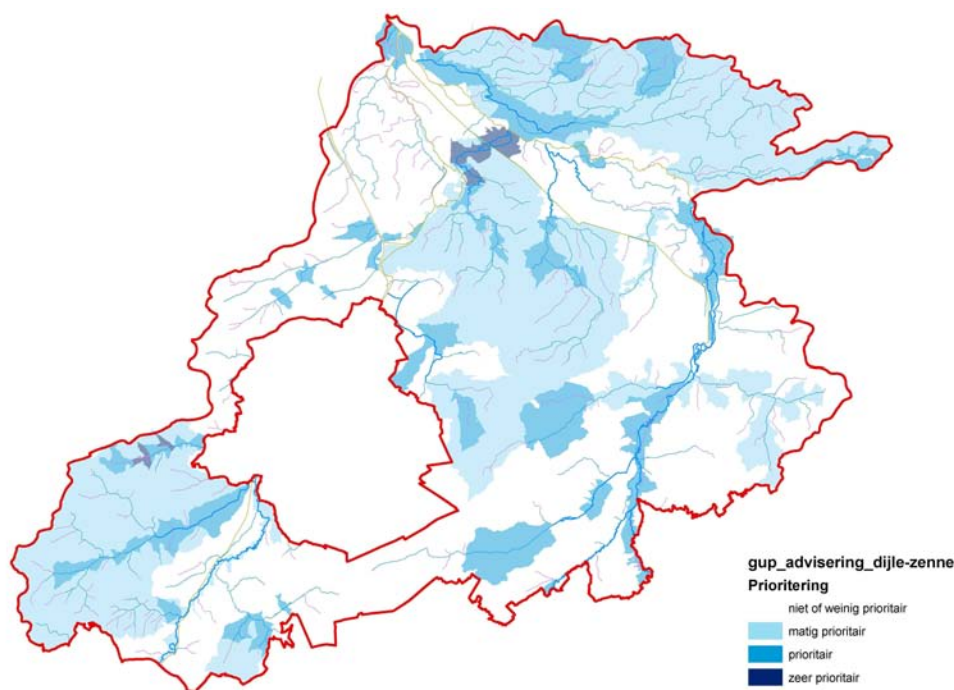 gup_advisering_dijle-zenne
Prioritering
niet of weinig prioritair
matig prioritair
prioritair
zeer prioritair